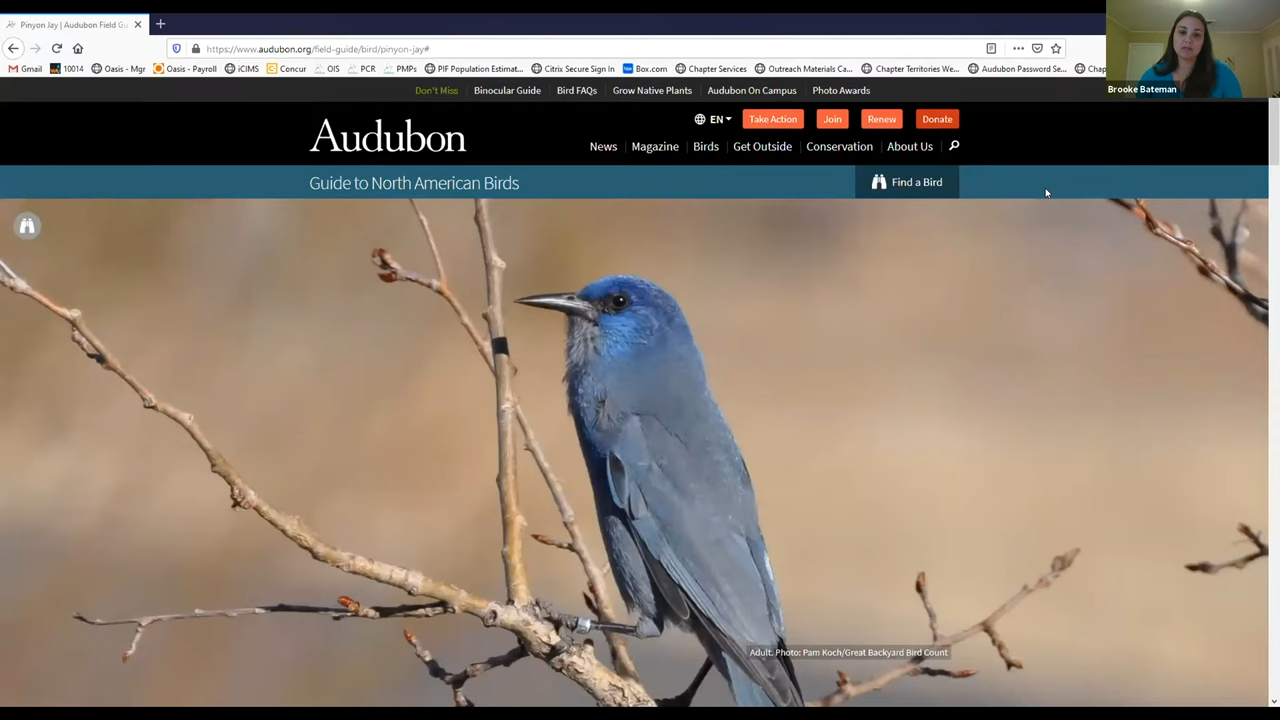 Pinyon Jay | Audubon Field Gu
https://www.audubon.org/field-guide/bird/pinyon-jay#
Gmail 10014 Oasis - Mgr Oasis - Payroll iCIMS Concur OIS PCR PMPs PIF Population Estimat... Citrix Secure Sign In box Box.com Chapter Services Outreach Materials Ca... Chapter Territories We... Audubon Password Se... Chap
Brooke Bateman
Don't Miss Binocular Guide Bird FAQs Grow Native Plants Audubon On Campus Photo Awards
EN Take Action Join Renew Donate
Audubon
News Magazine Birds Get Outside Conservation About Us
Guide to North American Birds Find a Bird
Adult. Photo: Pam Koch/Great Backyard Bird Count